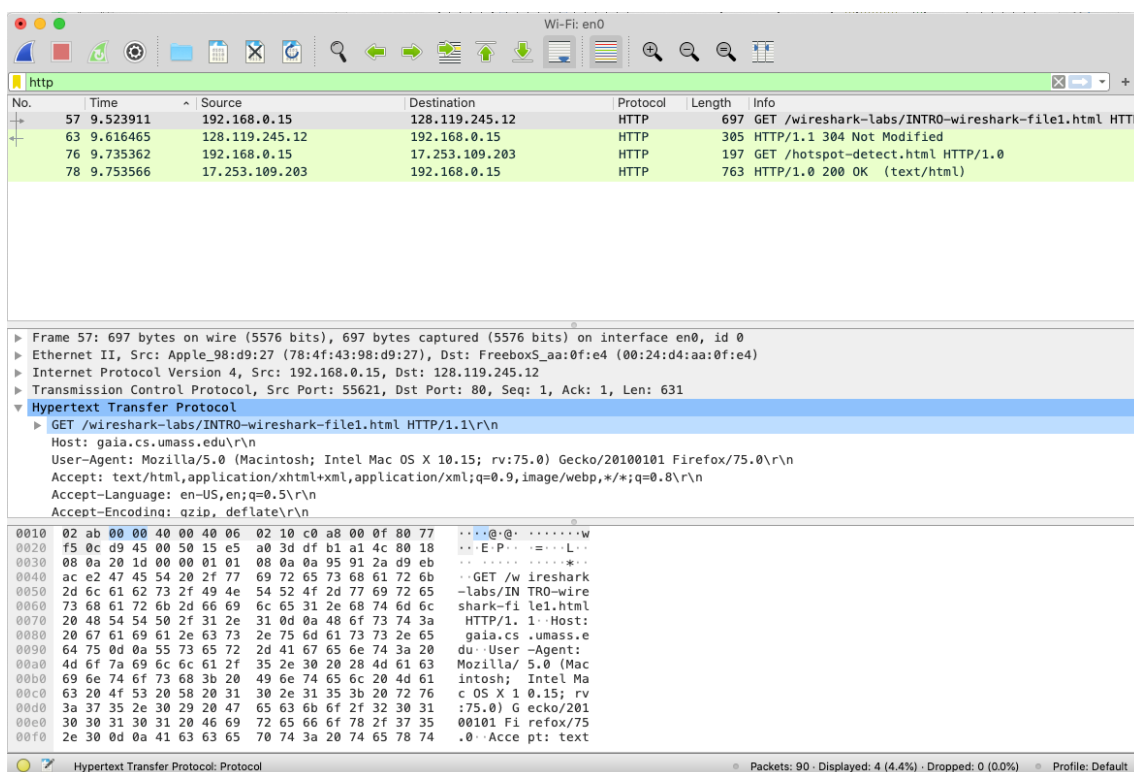 Wi-Fi: en0
http
No. Time Source Destination Protocol Length Info
57 9.523911 192.168.0.15 128.119.245.12 HTTP 697 GET /wireshark-labs/INTRO-wireshark-file1.html HTT
63 9.616465 128.119.245.12 192.168.0.15 HTTP 305 HTTP/1.1 304 Not Modified
76 9.735362 192.168.0.15 17.253.109.203 HTTP 197 GET /hotspot-detect.html HTTP/1.0
78 9.753566 17.253.109.203 192.168.0.15 HTTP 763 HTTP/1.0 200 OK (text/html)
Frame 57: 697 bytes on wire (5576 bits), 697 bytes captured (5576 bits) on interface en0, id 0
Ethernet II, Src: Apple_98:d9:27 (78:4f:43:98:d9:27), Dst: FreeboxS_aa:0f:e4 (00:24:d4:aa:0f:e4)
Internet Protocol Version 4, Src: 192.168.0.15, Dst: 128.119.245.12
Transmission Control Protocol, Src Port: 55621, Dst Port: 80, Seq: 1, Ack: 1, Len: 631
Hypertext Transfer Protocol
GET /wireshark-labs/INTRO-wireshark-file1.html HTTP/1.1\r\n
Host: gaia.cs.umass.edu\r\n
User-Agent: Mozilla/5.0 (Macintosh; Intel Mac OS X 10.15; rv:75.0) Gecko/20100101 Firefox/75.0\r\n
Accept: text/html,application/xhtml+xml,application/xml;q=0.9,image/webp,*/*;q=0.8\r\n
Accept-Language: en-US,en;q=0.5\r\n
Accept-Encoding: gzip, deflate\r\n
0010 02 ab 00 00 40 00 40 06 02 10 c0 a8 00 0f 80 77 ····@·@· ·······w
0020 f5 0c d9 45 00 50 15 e5 a0 3d df b1 a1 4c 80 18 ···E·P·· ·=···L··
0030 08 0a 20 1d 00 00 01 01 08 0a 0a 95 91 2a d9 eb ·· ····· ·····*··
0040 ac e2 47 45 54 20 2f 77 69 72 65 73 68 61 72 6b ··GET /w ireshark
0050 2d 6c 61 62 73 2f 49 4e 54 52 4f 2d 77 69 72 65 -labs/IN TRO-wire
0060 73 68 61 72 6b 2d 66 69 6c 65 31 2e 68 74 6d 6c shark-fi le1.html
0070 20 48 54 54 50 2f 31 2e 31 0d 0a 48 6f 73 74 3a HTTP/1. 1··Host:
0080 20 67 61 69 61 2e 63 73 2e 75 6d 61 73 73 2e 65 gaia.cs .umass.e
0090 64 75 0d 0a 55 73 65 72 2d 41 67 65 6e 74 3a 20 du··User -Agent:
00a0 4d 6f 7a 69 6c 6c 61 2f 35 2e 30 20 28 4d 61 63 Mozilla/ 5.0 (Mac
00b0 69 6e 74 6f 73 68 3b 20 49 6e 74 65 6c 20 4d 61 intosh; Intel Ma
00c0 63 20 4f 53 20 58 20 31 30 2e 31 35 3b 20 72 76 c OS X 1 0.15; rv
00d0 3a 37 35 2e 30 29 20 47 65 63 6b 6f 2f 32 30 31 :75.0) G ecko/201
00e0 30 30 31 30 31 20 46 69 72 65 66 6f 78 2f 37 35 00101 Fi refox/75
00f0 2e 30 0d 0a 41 63 63 65 70 74 3a 20 74 65 78 74 .0··Acce pt: text
Hypertext Transfer Protocol: Protocol Packets: 90 · Displayed: 4 (4.4%) · Dropped: 0 (0.0%) Profile: Default